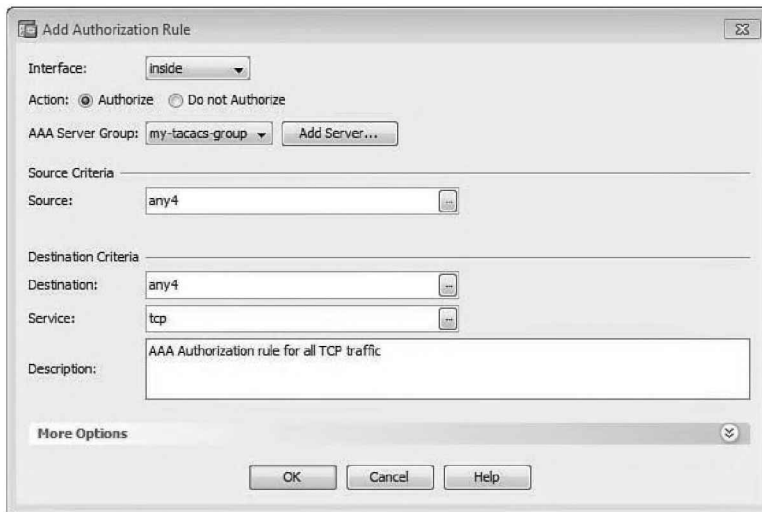 Add Authorization Rule
Interface: inside
Action: Authorize Do not Authorize
AAA Server Group: my-tacacs-group Add Server...
Source Criteria
Source: any4 ...
Destination Criteria
Destination: any4 ...
Service: tcp ...
Description: AAA Authorization rule for all TCP traffic
More Options
OK Cancel Help